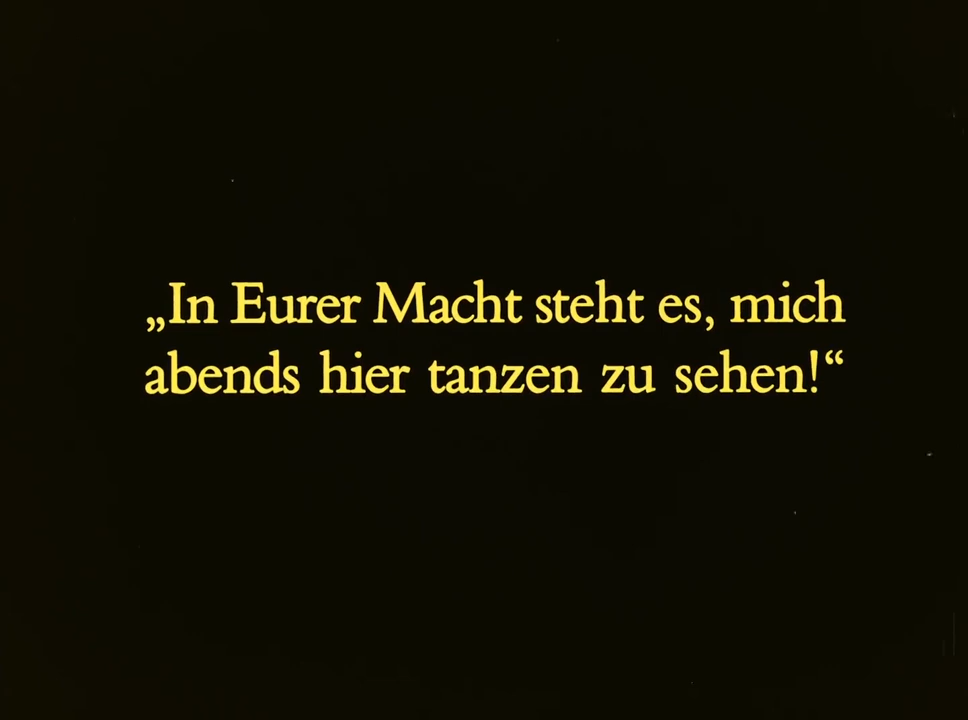 „In Eurer Macht steht es, mich
abends hier tanzen zu sehen!“